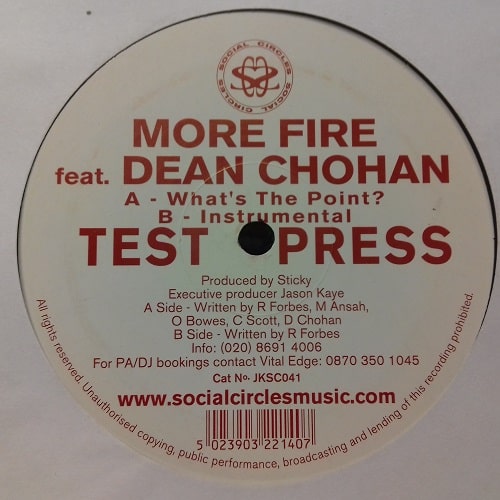 SOCIAL CIRCLES SOCIAL CIRCLES
MORE FIRE
feat. DEAN CHOHAN
A - What's The Point?
B - Instrumental
TEST PRESS
Produced by Sticky
Executive producer Jason Kaye
A Side - Written by R Forbes, M Ansah,
O Bowes, C Scott, D Chohan
B Side - Written by R Forbes
Info: (020) 8691 4006
For PA/DJ bookings contact Vital Edge: 0870 350 1045
Cat No. JKSC041
www.socialcirclesmusic.com
5 023903 221407
All rights reserved. Unauthorised copying, public performance, broadcasting and lending of this recording prohibited.